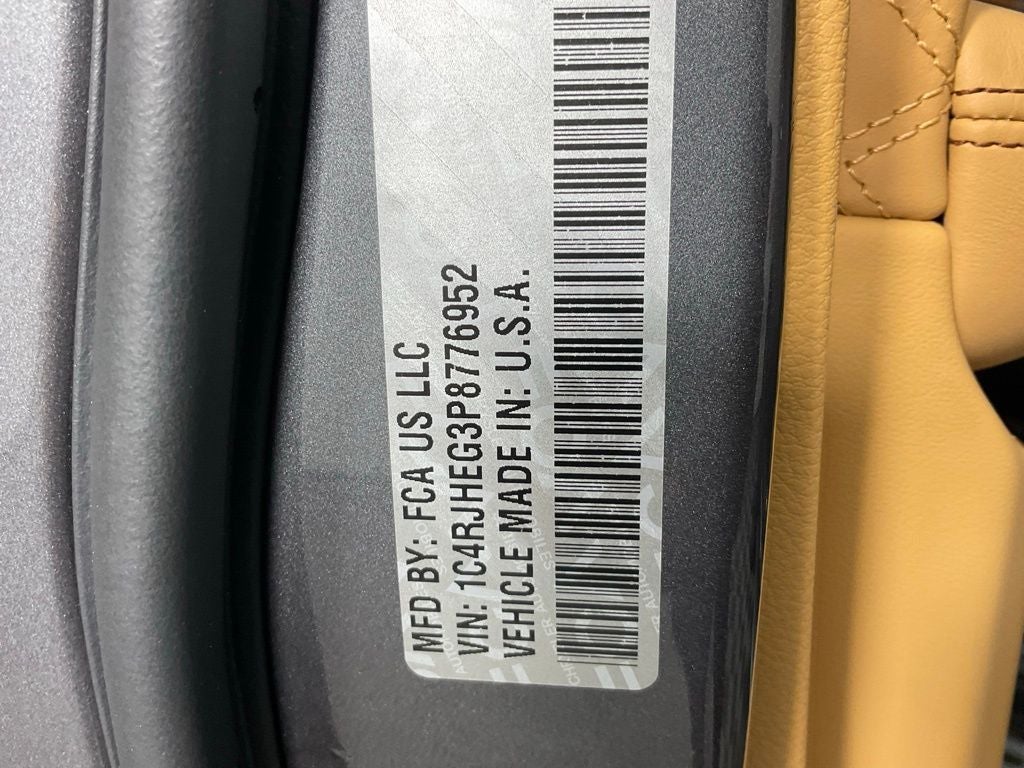 MFD BY: FCA US LLC
VIN: 1C4RJHEG3P8776952
VEHICLE MADE IN: U.S.A.